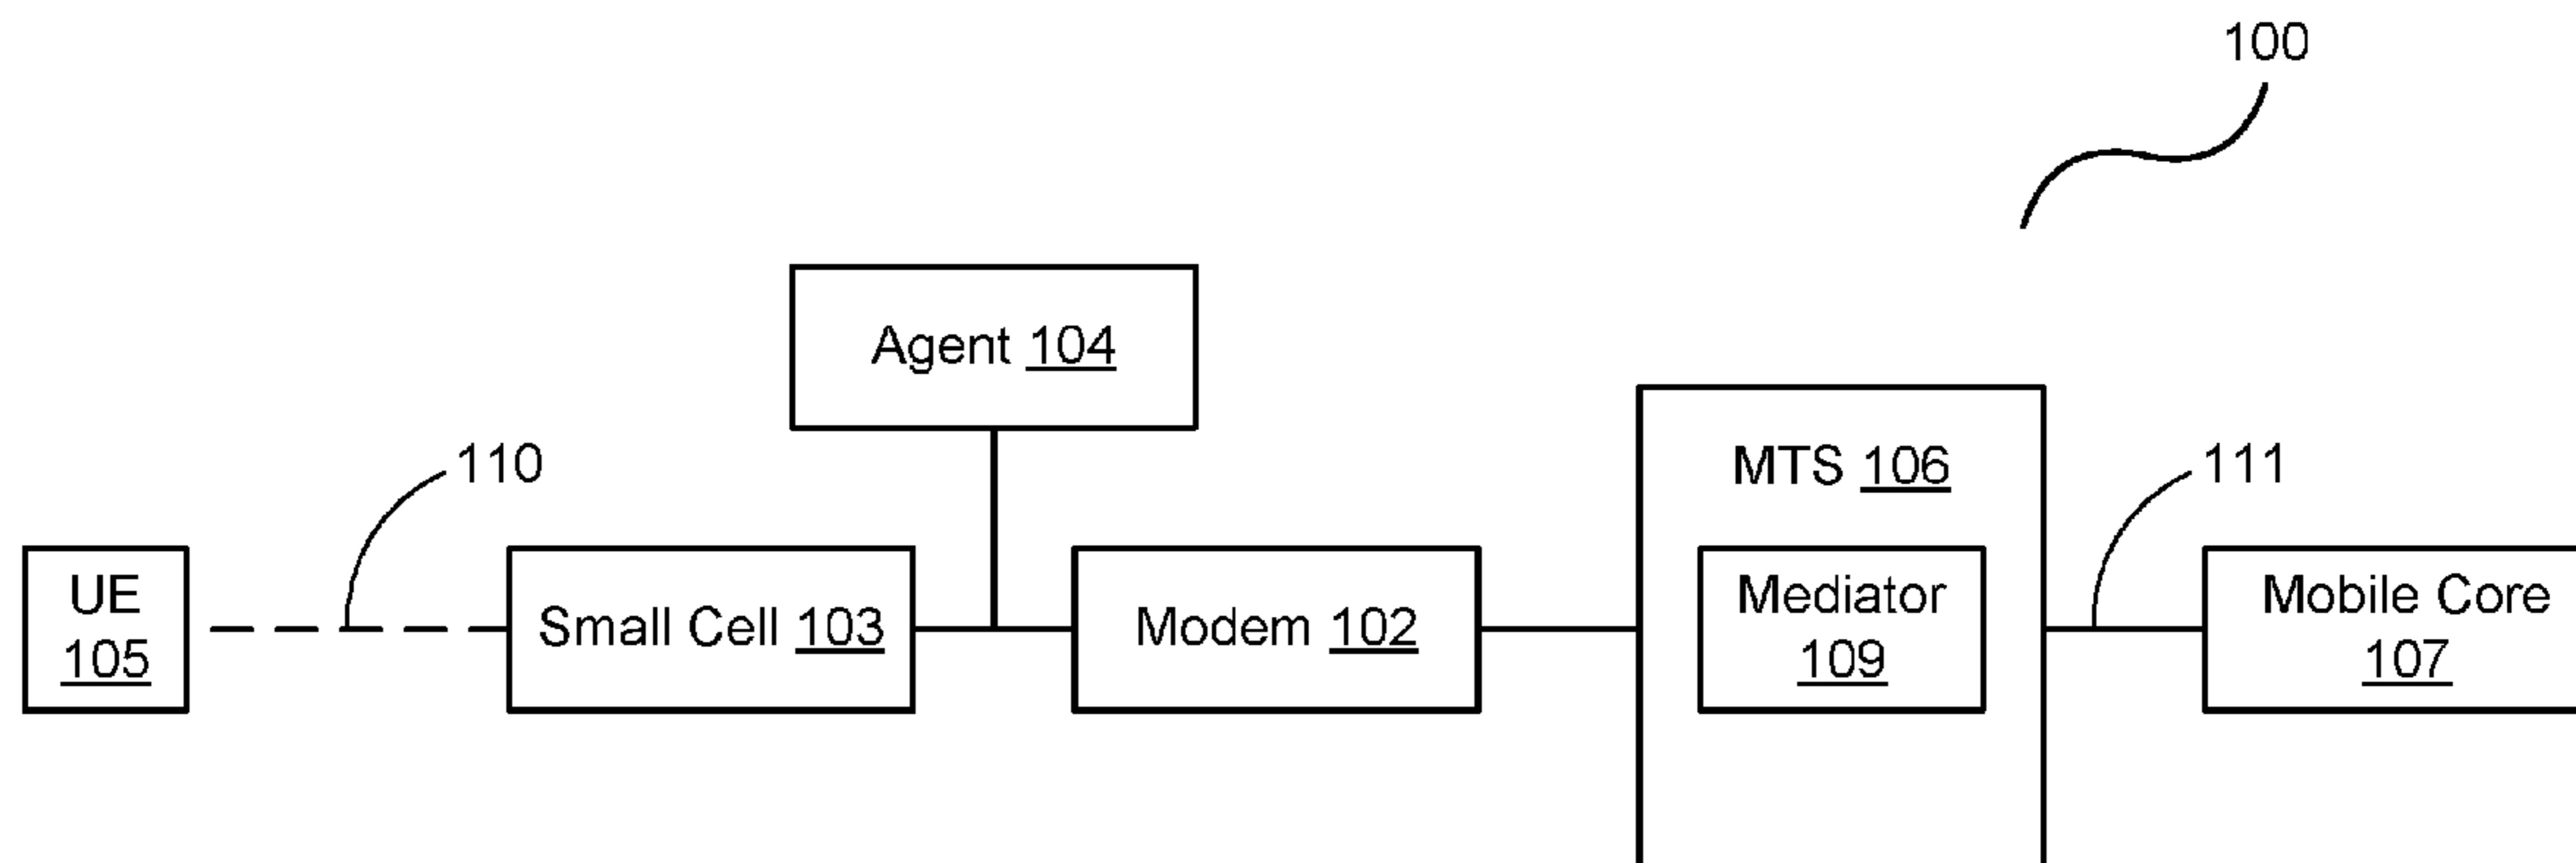 100
Agent 104
110
MTS 106
111
UE
105
Small Cell 103
Modem 102
Mediator
109
Mobile Core
107